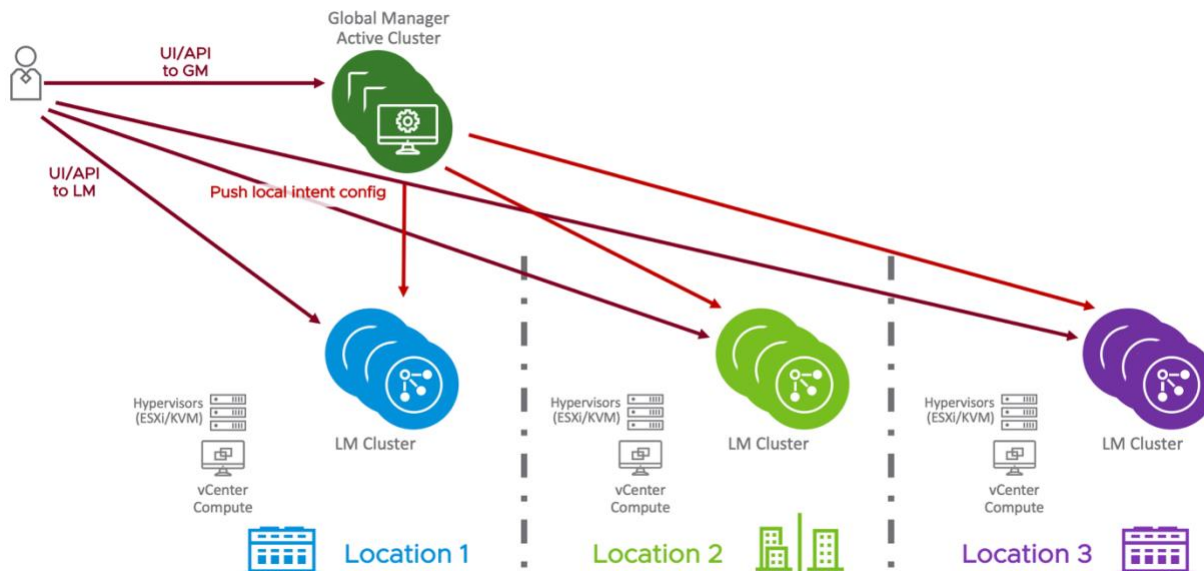 Global Manager
Active Cluster
UI/API
to GM
UI/API
to LM
Push local intent config
Hypervisors
(ESXi/KVM)
LM Cluster
vCenter
Compute
Hypervisors
(ESXi/KVM)
LM Cluster
vCenter
Compute
Hypervisors
(ESXi/KVM)
LM Cluster
vCenter
Compute
Location 1
Location 2
Location 3